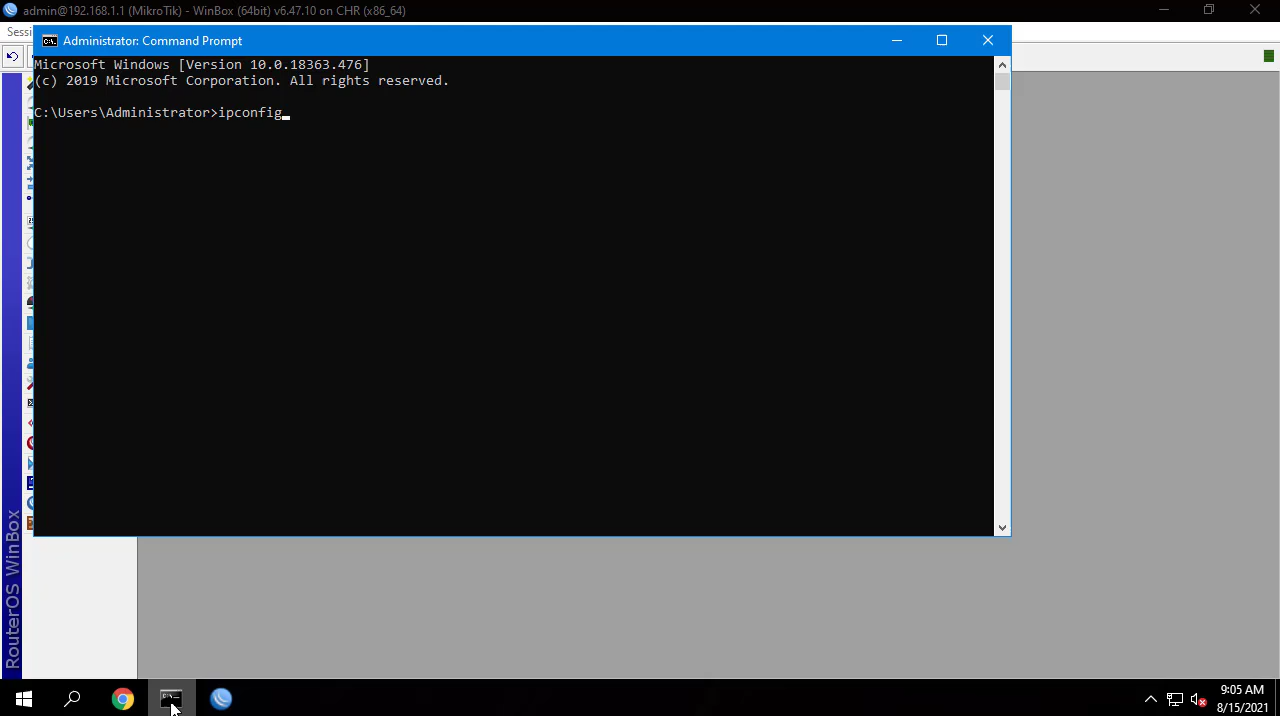 admin@192.168.1.1 (MikroTik) - WinBox (64bit) v6.47.10 on CHR (x86_64)
Sessi
Administrator: Command Prompt
Microsoft Windows [Version 10.0.18363.476]
(c) 2019 Microsoft Corporation. All rights reserved.
C:\Users\Administrator>ipconfig
RouterOS WinBox
9:05 AM
8/15/2021